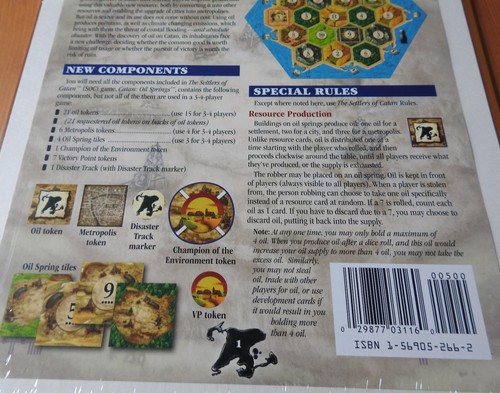 using this valuable new resource, both by converting it into other
resources and enabling the upgrade of cities into metropolises.
But oil is scarce and its use does not come without cost. Using oil
produces pollution, as well as climate changing emissions, which
bring with them the threat of coastal flooding—and absolute
disaster. With the discovery of oil on Catan, its inhabitants face
a new challenge: deciding whether the common good is worth
limiting oil usage or whether the pursuit of victory is worth the
risk of ruin.
NEW COMPONENTS
You will need all the components included in The Settlers of
Catan™ (SOC) game. Catan: Oil Springs™, contains the following
components, but not all of them are used in a 3-4-player
game:
21 oil tokens (use 15 for 3-4 players)
(21 sequestered oil tokens on backs of oil tokens)
6 Metropolis tokens (use 4 for 3-4 players)
4 Oil Spring tiles (use 3 for 3-4 players)
1 Champion of the Environment token
7 Victory Point tokens
1 Disaster Track (with Disaster Track marker)
Oil token
Metropolis
token
Disaster
Track
marker
Champion of the
Environment token
Oil Spring tiles
5
9
VP token
1
SPECIAL RULES
Except where noted here, use The Settlers of Catan Rules.
Resource Production
Buildings on oil springs produce oil: one oil for a
settlement, two for a city, and three for a metropolis.
Unlike resource cards, oil is distributed one at a
time starting with the player who rolled, and then
proceeds clockwise around the table, until all players receive what
they've produced, or the supply is exhausted.
The robber may be placed on an oil spring. Oil is kept in front
of players (always visible to all players). When a player is stolen
from, the person robbing can choose to take one oil specifically
instead of a resource card at random. If a 7 is rolled, count each
oil as 1 card. If you have to discard due to a 7, you may choose to
discard oil, putting it back into the supply.
Note: At any one time, you may only hold a maximum of
4 oil. When you produce oil after a dice roll, and this oil would
increase your oil supply to more than 4 oil, you may not take the
excess oil. Similarly,
you may not steal
oil, trade with other
players for oil, or use
development cards if
it would result in you
holding more
than 4 oil.
00500
0 29877 03116
ISBN 1-56905-266-2